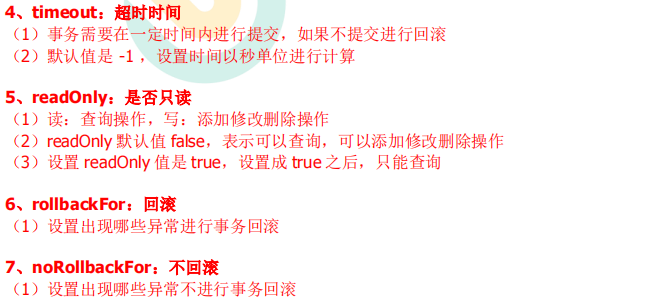 4、timeout：超时时间
（1）事务需要在一定时间内进行提交，如果不提交进行回滚
（2）默认值是 -1 ，设置时间以秒单位进行计算
5、readOnly：是否只读
（1）读：查询操作，写：添加修改删除操作
（2）readOnly 默认值 false，表示可以查询，可以添加修改删除操作
（3）设置 readOnly 值是 true，设置成 true 之后，只能查询
6、rollbackFor：回滚
（1）设置出现哪些异常进行事务回滚
7、noRollbackFor：不回滚
（1）设置出现哪些异常不进行事务回滚